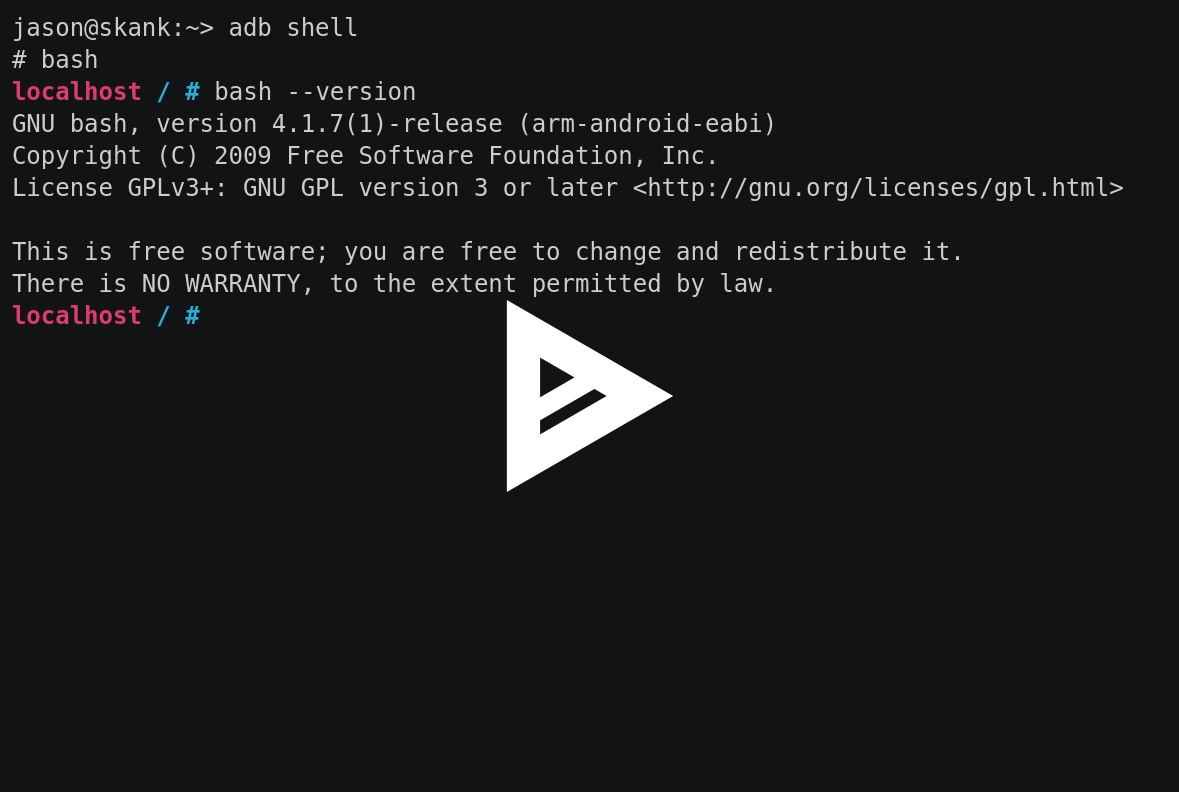 jason@skank:~> adb shell
# bash
localhost / # bash --version
GNU bash, version 4.1.7(1)-release (arm-android-eabi)
Copyright (C) 2009 Free Software Foundation, Inc.
License GPLv3+: GNU GPL version 3 or later <http://gnu.org/licenses/gpl.html>

This is free software; you are free to change and redistribute it.
There is NO WARRANTY, to the extent permitted by law.
localhost / #